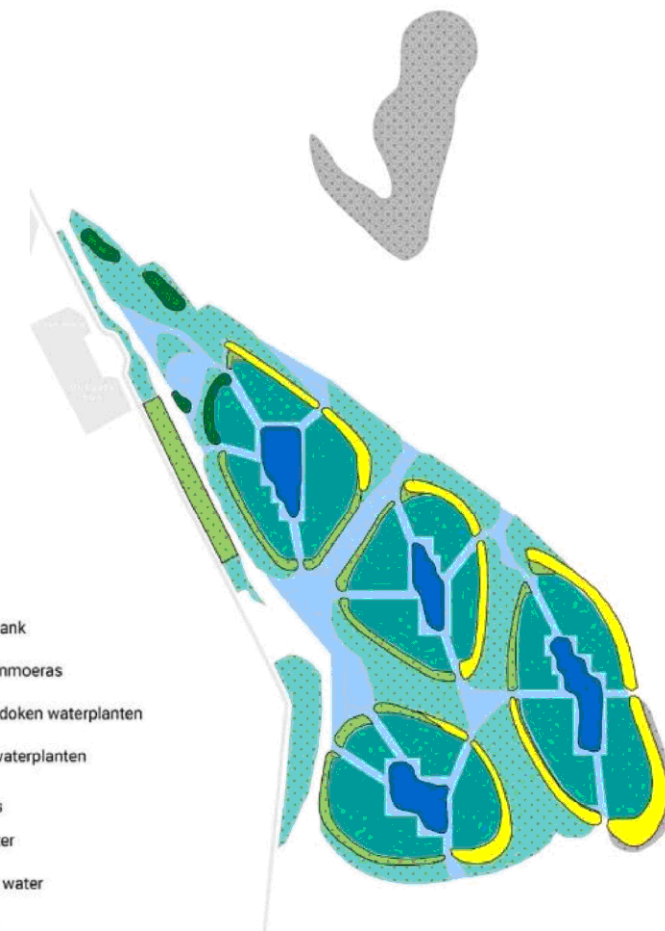 ank
nmoeras
doken waterplanten
waterplanten
s
er
water